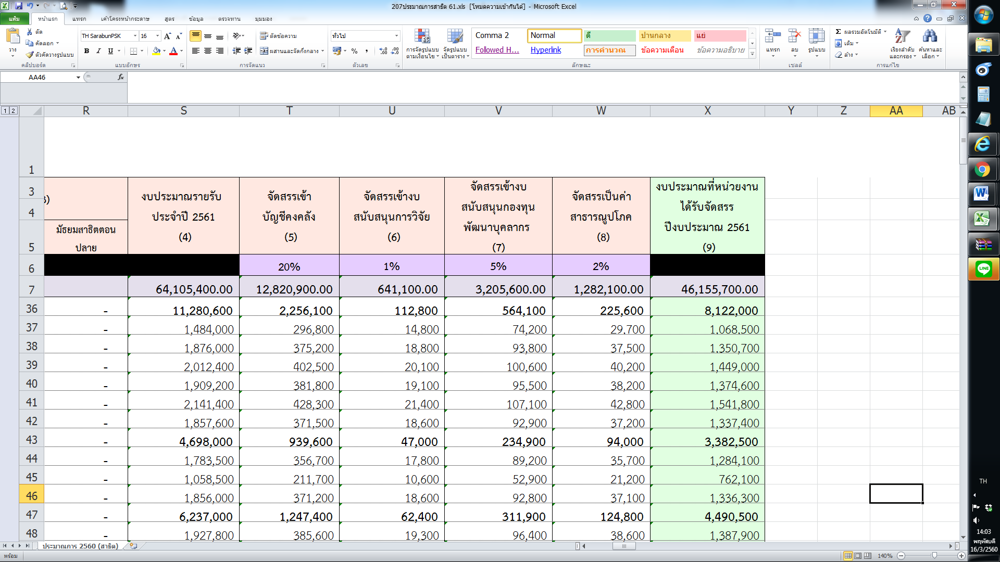 207ประมาณการสาธิต 61.xls [โหมดความเข้ากันได้] - Microsoft Excel
แฟ้ม หน้าแรก แทรก เค้าโครงหน้ากระดาษ สูตร ข้อมูล ตรวจทาน มุมมอง
วาง
ตัด
คัดลอก
ตัวคัดวางรูปแบบ
คลิปบอร์ด
TH SarabunPSK 16
B I U
แบบอักษร
ตัดข้อความ
ผสานและจัดกึ่งกลาง
การจัดแนว
ทั่วไป
ตัวเลข
การจัดรูปแบบ
ตามเงื่อนไข
จัดรูปแบบ
เป็นตาราง
Comma 2 Normal ดี ปานกลาง แย่
Followed H... Hyperlink การคำนวณ ข้อความเตือน ข้อความอธิบาย
ลักษณะ
แทรก ลบ รูปแบบ
เซลล์
ผลรวมอัตโนมัติ
เติม
ล้าง
เรียงลำดับ
และกรอง
ค้นหาและ
เลือก
การแก้ไข
AA46 fx
1 2
R S T U V W X Y Z AA AB
1
3
4
5
3)
มัธยมสาธิตตอน
ปลาย
งบประมาณรายรับ
ประจำปี 2561
(4)
จัดสรรเข้า
บัญชีคงคลัง
(5)
จัดสรรเข้างบ
สนับสนุนการวิจัย
(6)
จัดสรรเข้างบ
สนับสนุนกองทุน
พัฒนาบุคลากร
(7)
จัดสรรเป็นค่า
สาธารณูปโภค
(8)
งบประมาณที่หน่วยงาน
ได้รับจัดสรร
ปีงบประมาณ 2561
(9)
6 20% 1% 5% 2%
7 64,105,400.00 12,820,900.00 641,100.00 3,205,600.00 1,282,100.00 46,155,700.00
36 - 11,280,600 2,256,100 112,800 564,100 225,600 8,122,000
37 - 1,484,000 296,800 14,800 74,200 29,700 1,068,500
38 - 1,876,000 375,200 18,800 93,800 37,500 1,350,700
39 - 2,012,400 402,500 20,100 100,600 40,200 1,449,000
40 - 1,909,200 381,800 19,100 95,500 38,200 1,374,600
41 - 2,141,400 428,300 21,400 107,100 42,800 1,541,800
42 - 1,857,600 371,500 18,600 92,900 37,200 1,337,400
43 - 4,698,000 939,600 47,000 234,900 94,000 3,382,500
44 - 1,783,500 356,700 17,800 89,200 35,700 1,284,100
45 - 1,058,500 211,700 10,600 52,900 21,200 762,100
46 - 1,856,000 371,200 18,600 92,800 37,100 1,336,300
47 - 6,237,000 1,247,400 62,400 311,900 124,800 4,490,500
48 - 1,927,800 385,600 19,300 96,400 38,600 1,387,900
ประมาณการ 2560 (สาธิต)
พร้อม
140%
LINE
TH
14:03
พฤหัสบดี
16/3/2560